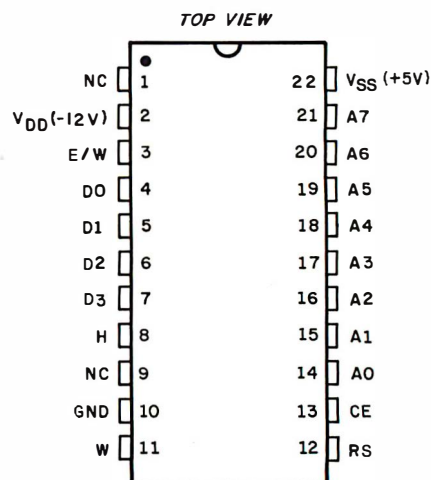 TOP VIEW
NC 1 22 VSS (+5V)
VDD(-12V) 2 21 A7
E/W 3 20 A6
D0 4 19 A5
D1 5 18 A4
D2 6 17 A3
D3 7 16 A2
H 8 15 A1
NC 9 14 A0
GND 10 13 CE
W 11 12 RS